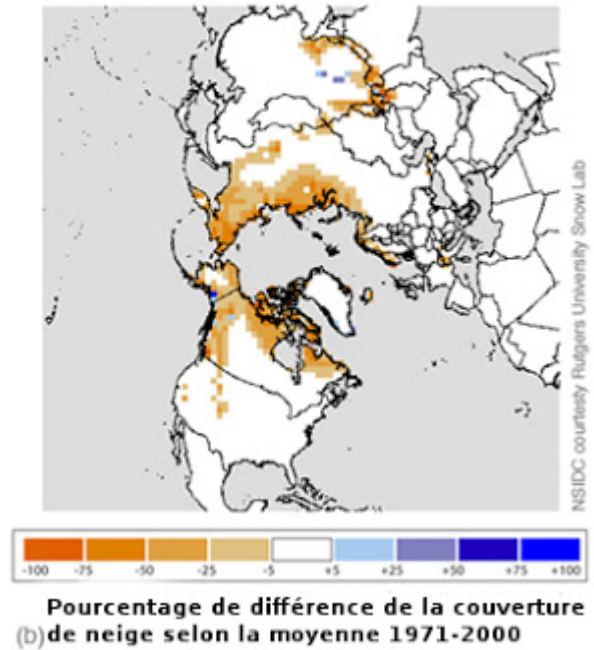 NSIDC courtesty Rutgers University Snow Lab
-100 -75 -50 -25 -5 +5 +25 +50 +75 +100
Pourcentage de différence de la couverture
(b) de neige selon la moyenne 1971-2000